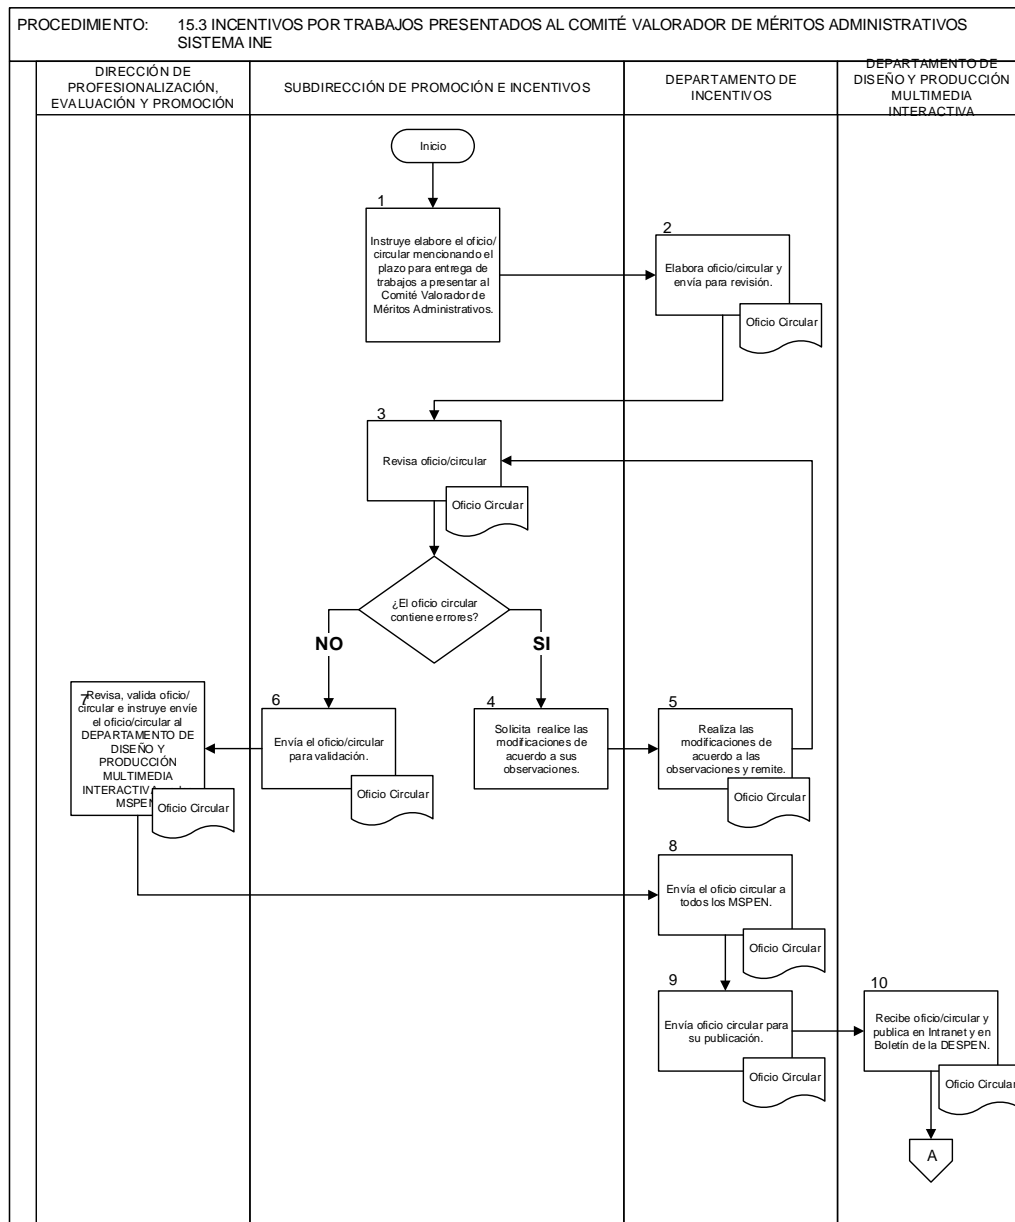 PROCEDIMIENTO: 15.3 INCENTIVOS POR TRABAJOS PRESENTADOS AL COMITÉ VALORADOR DE MÉRITOS ADMINISTRATIVOS
SISTEMA INE
DIRECCIÓN DE
PROFESIONALIZACIÓN,
EVALUACIÓN Y PROMOCIÓN
SUBDIRECCIÓN DE PROMOCIÓN E INCENTIVOS
DEPARTAMENTO DE
INCENTIVOS
DEPARTAMENTO DE
DISEÑO Y PRODUCCIÓN
MULTIMEDIA
INTERACTIVA
Inicio
1
Instruye elabore el oficio/
circular mencionando el
plazo para entrega de
trabajos a presentar al
Comité Valorador de
Méritos Administrativos.
2
Elabora oficio/circular y
envía para revisión.
Oficio Circular
3
Revisa oficio/circular
Oficio Circular
¿El oficio circular
contiene errores?
NO
SI
7
Revisa, valida oficio/
circular e instruye envíe
el oficio/circular al
DEPARTAMENTO DE
DISEÑO Y
PRODUCCIÓN
MULTIMEDIA
INTERACTIVA
MSPEN
Oficio Circular
6
Envía el oficio/circular
para validación.
Oficio Circular
4
Solicita realice las
modificaciones de
acuerdo a sus
observaciones.
5
Realiza las
modificaciones de
acuerdo a las
observaciones y remite.
Oficio Circular
8
Envía el oficio circular a
todos los MSPEN.
Oficio Circular
9
Envía oficio circular para
su publicación.
Oficio Circular
10
Recibe oficio/circular y
publica en Intranet y en
Boletín de la DESPEN.
Oficio Circular
A